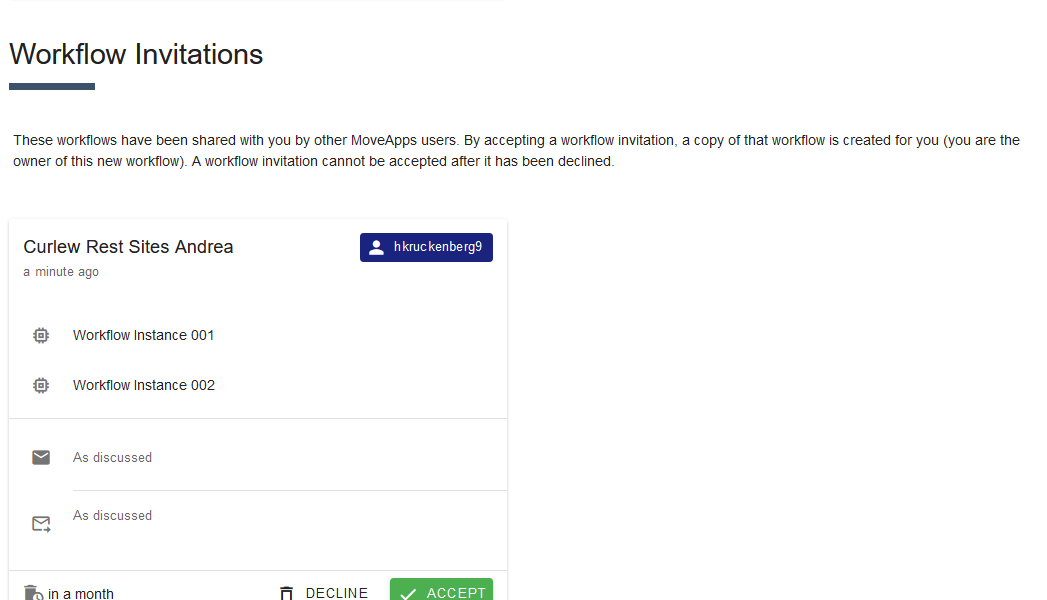 Workflow Invitations
These workflows have been shared with you by other MoveApps users. By accepting a workflow invitation, a copy of that workflow is created for you (you are the
owner of this new workflow). A workflow invitation cannot be accepted after it has been declined.
Curlew Rest Sites Andrea
hkruckenberg9
a minute ago
Workflow Instance 001
Workflow Instance 002
As discussed
As discussed
in a month
DECLINE
ACCEPT